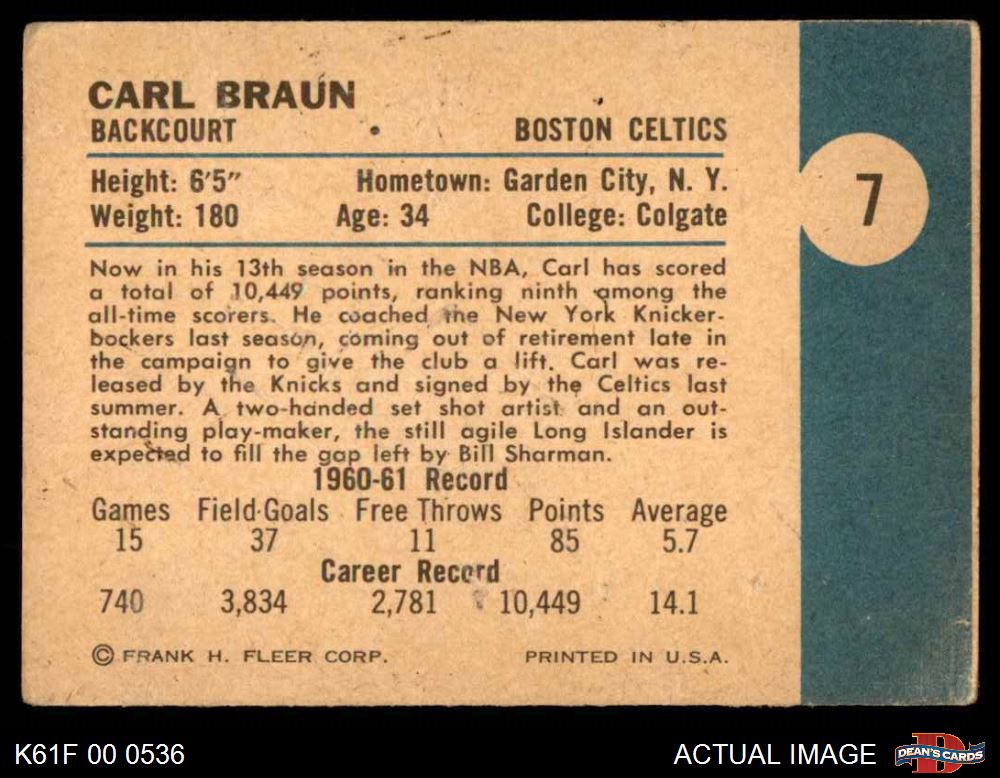 CARL BRAUN
BACKCOURT BOSTON CELTICS
7
Height: 6'5" Hometown: Garden City, N. Y.
Weight: 180 Age: 34 College: Colgate
Now in his 13th season in the NBA, Carl has scored
a total of 10,449 points, ranking ninth among the
all-time scorers. He coached the New York Knicker-
bockers last season, coming out of retirement late in
the campaign to give the club a lift. Carl was re-
leased by the Knicks and signed by the Celtics last
summer. A two-handed set shot artist and an out-
standing play-maker, the still agile Long Islander is
expected to fill the gap left by Bill Sharman.
1960-61 Record
Games Field Goals Free Throws Points Average
15 37 11 85 5.7
Career Record
740 3,834 2,781 10,449 14.1
© FRANK H. FLEER CORP. PRINTED IN U.S.A.
K61F 00 0536 ACTUAL IMAGE
D
DEAN'S CARDS